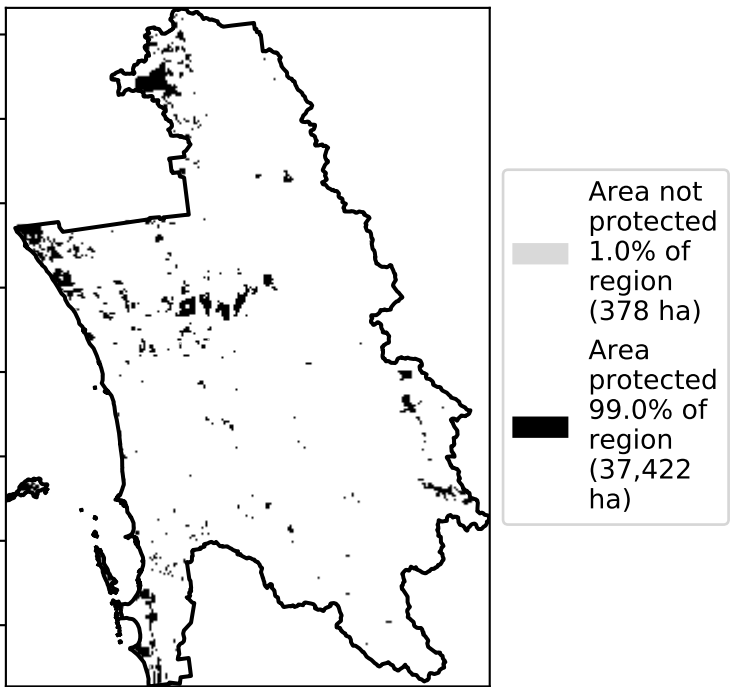 Area not
protected
1.0% of
region
(378 ha)
Area
protected
99.0% of
region
(37,422
ha)